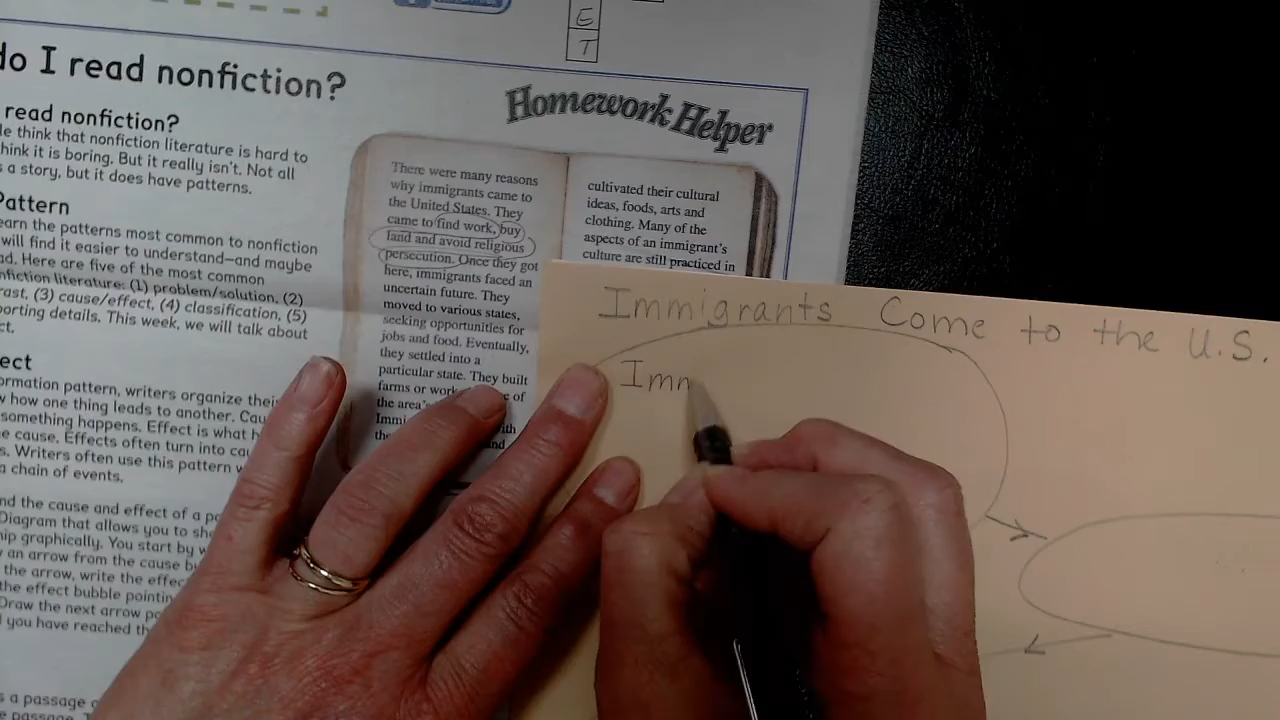 E
T
do I read nonfiction?
Homework Helper
read nonfiction?
think that nonfiction literature is hard to
think it is boring. But it really isn't. Not all
a story, but it does have patterns.
Pattern
earn the patterns most common to nonfiction
will find it easier to understand—and maybe
Here are five of the most common
nonfiction literature: (1) problem/solution, (2)
(3) cause/effect, (4) classification, (5)
porting details. This week, we will talk about
ormation pattern, writers organize their
how one thing leads to another.
something happens. Effect is what
cause. Effects often turn into
Writers often use this pattern
a chain of events.
nd the cause and effect of a
Diagram that allows you to
graphically. You start by
an arrow from the cause
the arrow, write the effect
the effect bubble pointing
Draw the next arrow
you have reached
a passage
There were many reasons
why immigrants came to
the United States. They
came to find work, buy
land and avoid religious
persecution. Once they got
here, immigrants faced an
uncertain future. They
moved to various states,
seeking opportunities for
jobs and food. Eventually,
they settled into a
particular state. They built
farms or work of
the area's
Immi
the and
cultivated their cultural
ideas, foods, arts and
clothing. Many of the
aspects of an immigrant's
culture are still practiced in
Immigrants Come to the U.S.
Imm